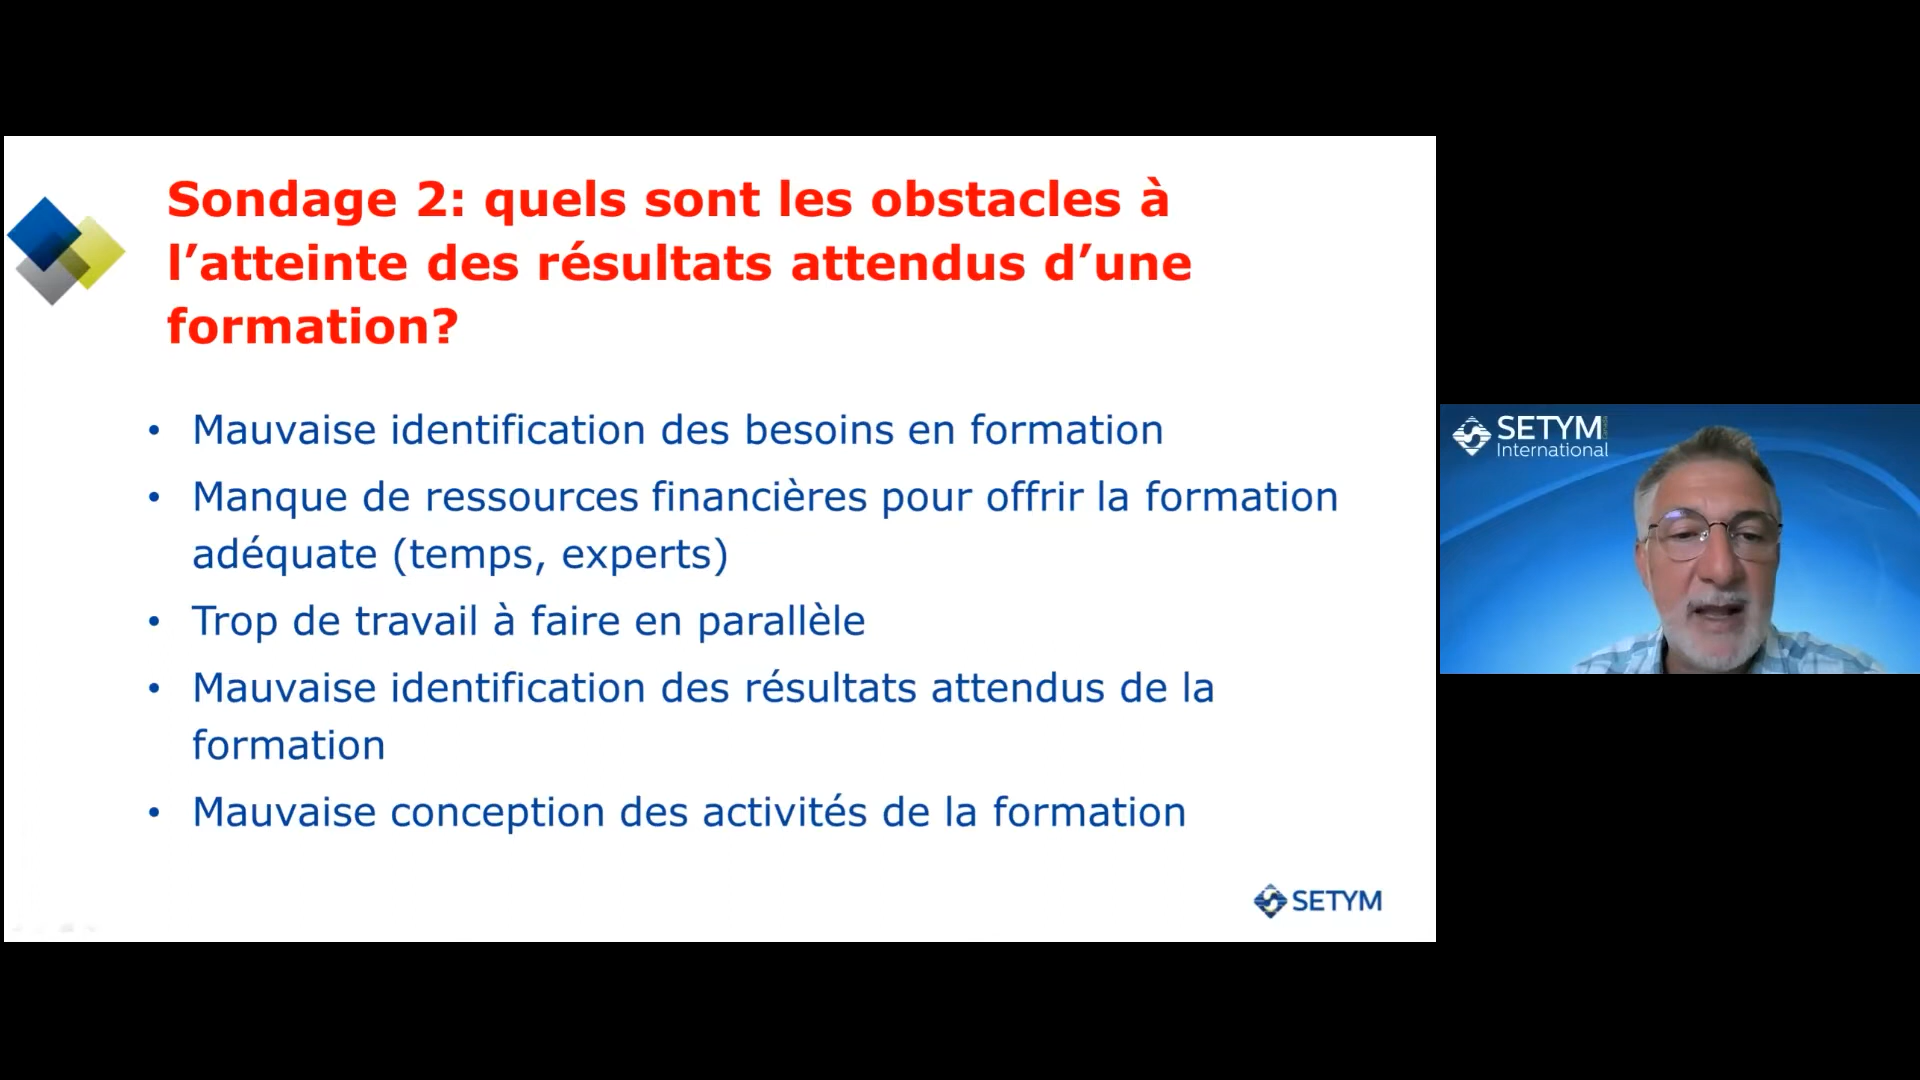 Sondage 2: quels sont les obstacles à
l’atteinte des résultats attendus d’une
formation?
• Mauvaise identification des besoins en formation
• Manque de ressources financières pour offrir la formation
adéquate (temps, experts)
• Trop de travail à faire en parallèle
• Mauvaise identification des résultats attendus de la
formation
• Mauvaise conception des activités de la formation
SETYM
SETYM
International